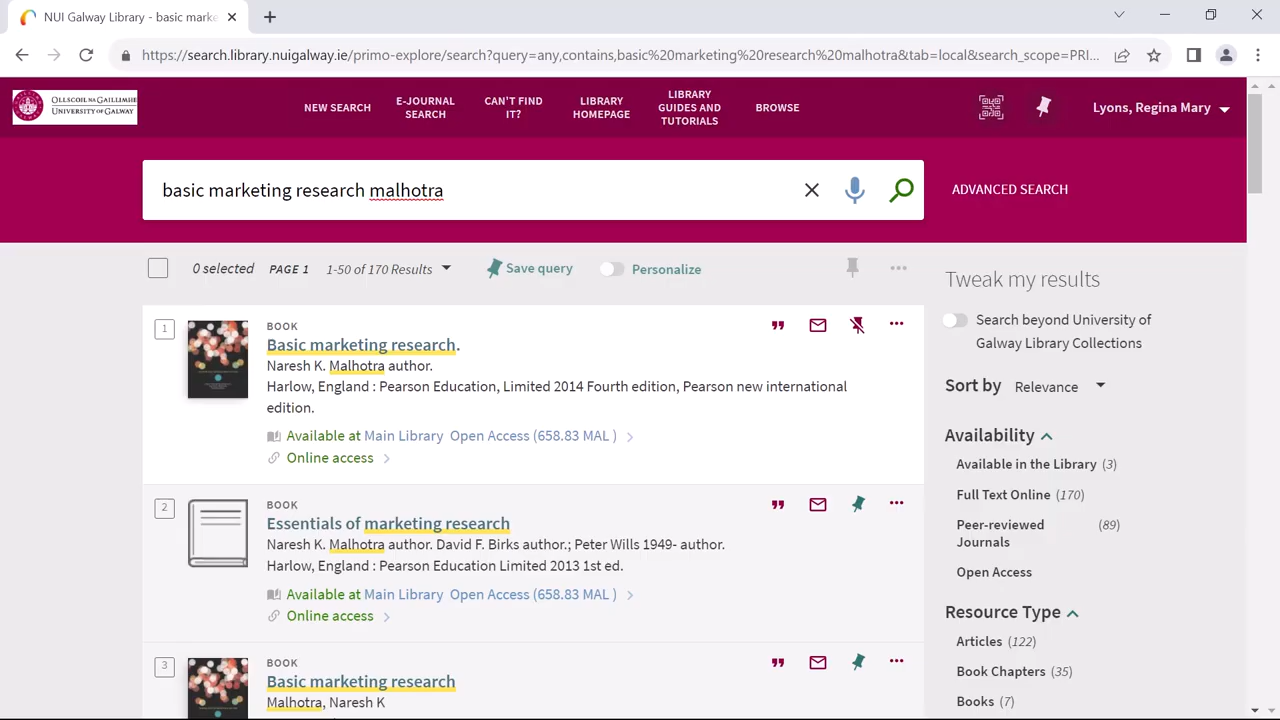 NUI Galway Library - basic marke
https://search.library.nuigalway.ie/primo-explore/search?query=any,contains,basic%20marketing%20research%20malhotra&tab=local&search_scope=PRI...
OLLSCOIL NA GAILLIMHE
UNIVERSITY OF GALWAY
NEW SEARCH
E-JOURNAL
SEARCH
CAN'T FIND
IT?
LIBRARY
HOMEPAGE
LIBRARY
GUIDES AND
TUTORIALS
BROWSE
Lyons, Regina Mary
basic marketing research malhotra
ADVANCED SEARCH
0 selected PAGE 1 1-50 of 170 Results Save query Personalize
1
BOOK
Basic marketing research.
Naresh K. Malhotra author.
Harlow, England : Pearson Education, Limited 2014 Fourth edition, Pearson new international
edition.
Available at Main Library Open Access (658.83 MAL )
Online access
2
BOOK
Essentials of marketing research
Naresh K. Malhotra author. David F. Birks author.; Peter Wills 1949- author.
Harlow, England : Pearson Education Limited 2013 1st ed.
Available at Main Library Open Access (658.83 MAL )
Online access
3
BOOK
Basic marketing research
Malhotra, Naresh K
Tweak my results
Search beyond University of
Galway Library Collections
Sort by Relevance
Availability
Available in the Library (3)
Full Text Online (170)
Peer-reviewed (89)
Journals
Open Access
Resource Type
Articles (122)
Book Chapters (35)
Books (7)